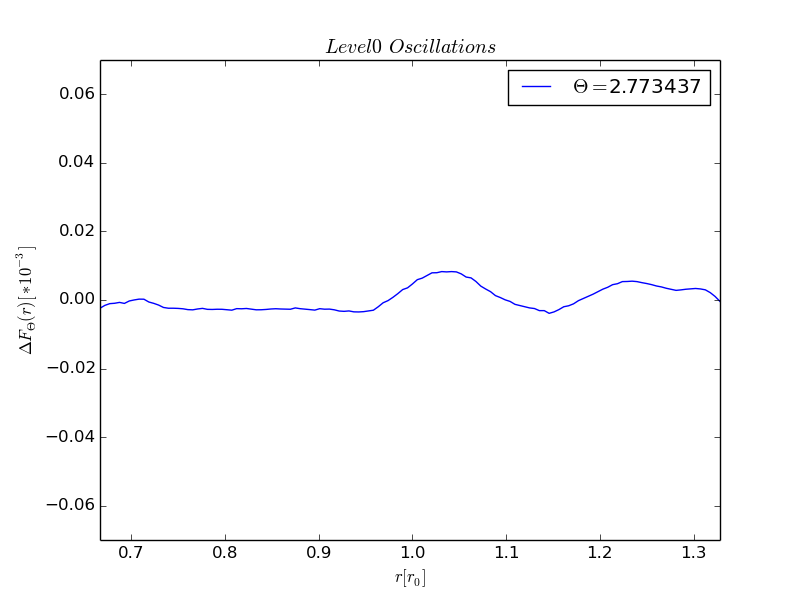 Level0 Oscillations
Θ=2.773437
ΔF_Θ(r)[*10^{-3}]
0.06
0.04
0.02
0.00
−0.02
−0.04
−0.06
0.7 0.8 0.9 1.0 1.1 1.2 1.3
r[r_0]